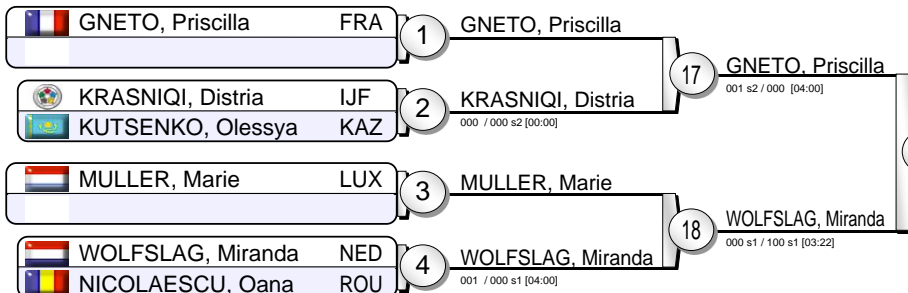 GNETO, Priscilla FRA
1
GNETO, Priscilla
17
GNETO, Priscilla
001 s2 / 000 [04:00]
KRASNIQI, Distria IJF
KUTSENKO, Olessya KAZ
2
KRASNIQI, Distria
000 / 000 s2 [00:00]
MULLER, Marie LUX
3
MULLER, Marie
18
WOLFSLAG, Miranda
000 s1 / 100 s1 [03:22]
WOLFSLAG, Miranda NED
NICOLAESCU, Oana ROU
4
WOLFSLAG, Miranda
001 / 000 s1 [04:00]